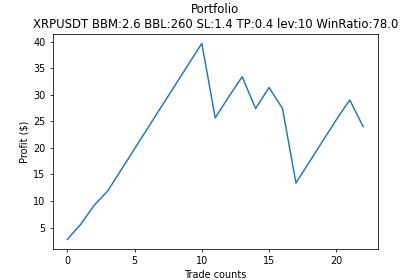 Portfolio
XRPUSDT BBM:2.6 BBL:260 SL:1.4 TP:0.4 lev:10 WinRatio:78.0
40
35
30
25
20
15
10
5
Profit ($)
0 5 10 15 20
Trade counts